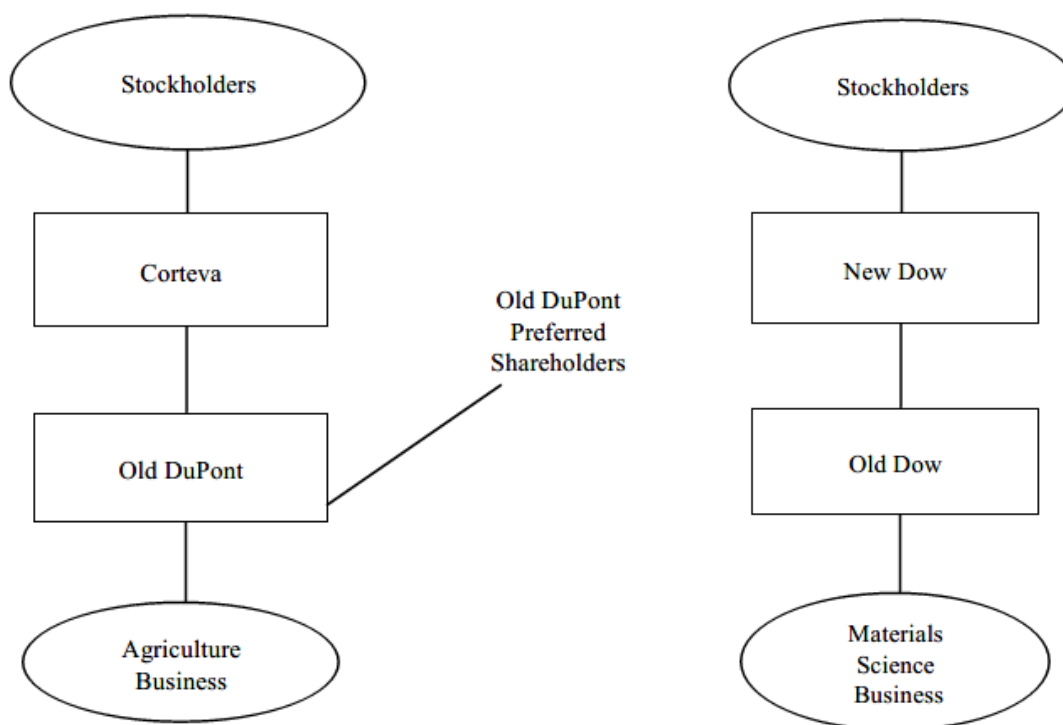 Stockholders
Stockholders
Corteva
New Dow
Old DuPont
Preferred
Shareholders
Old DuPont
Old Dow
Agriculture
Business
Materials
Science
Business